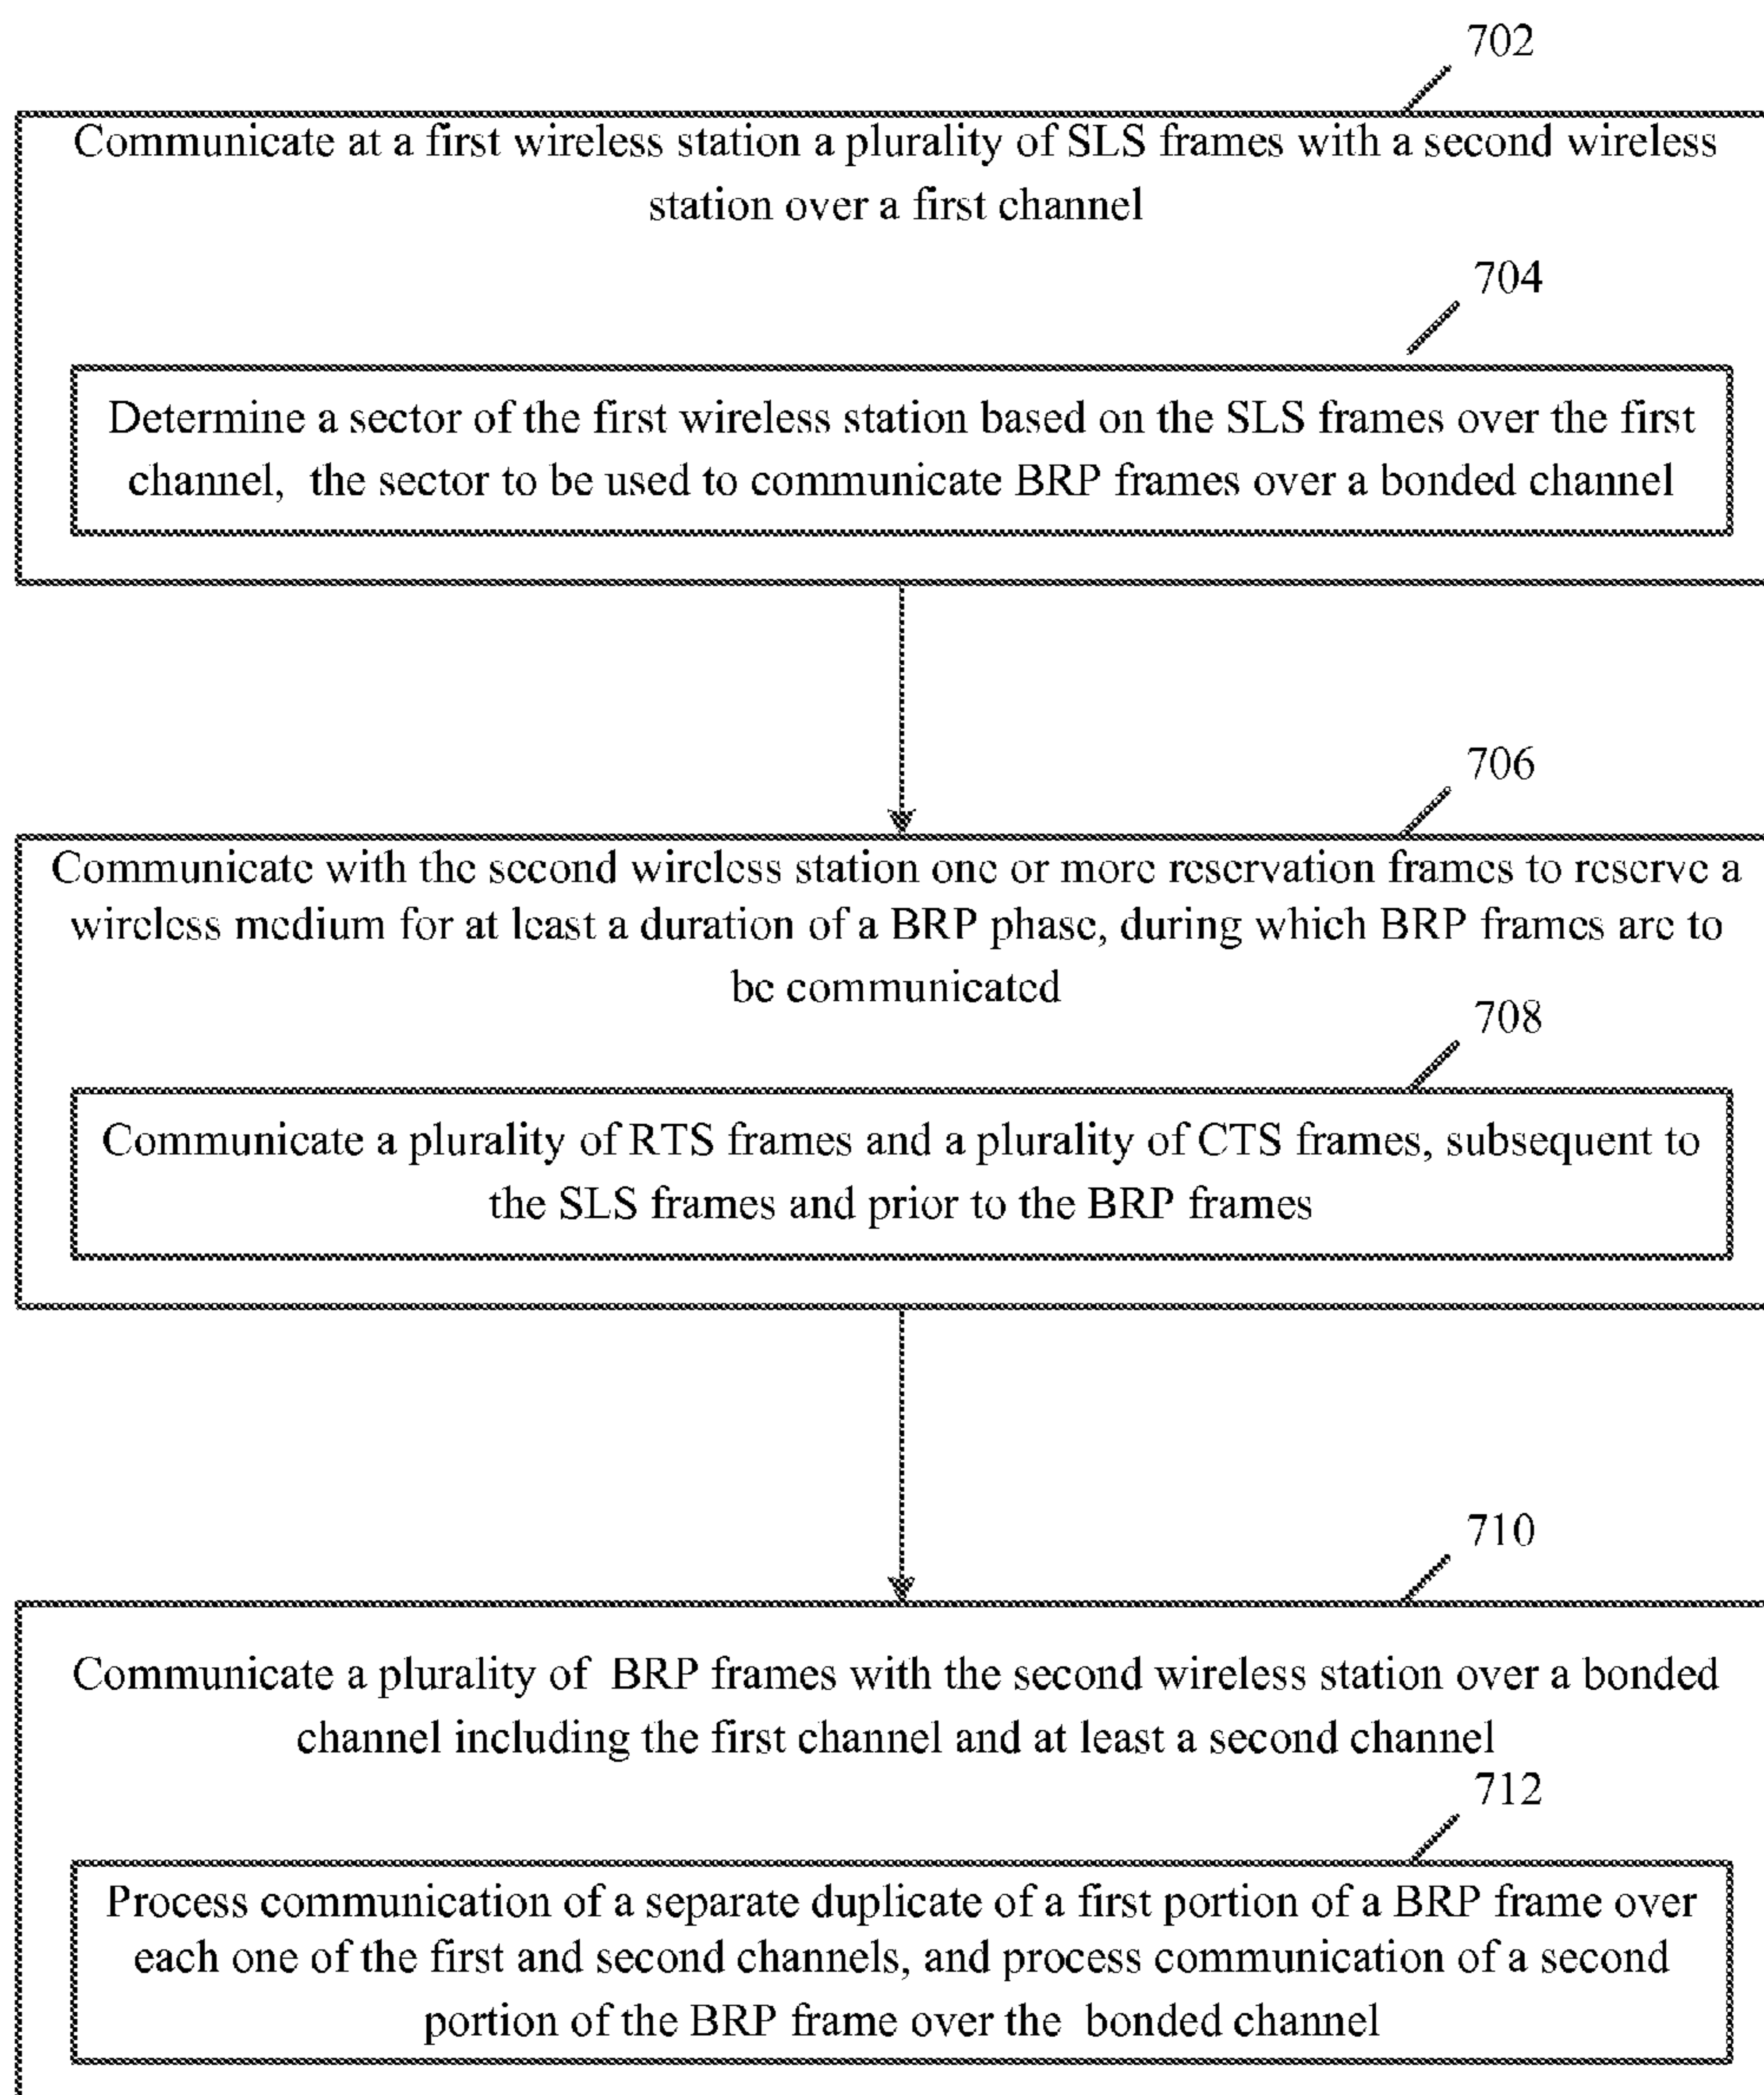 702
Communicate at a first wireless station a plurality of SLS frames with a second wireless
station over a first channel
704
Determine a sector of the first wireless station based on the SLS frames over the first
channel, the sector to be used to communicate BRP frames over a bonded channel
706
Communicate with the second wireless station one or more reservation frames to reserve a
wireless medium for at least a duration of a BRP phase, during which BRP frames are to
be communicated
708
Communicate a plurality of RTS frames and a plurality of CTS frames, subsequent to
the SLS frames and prior to the BRP frames
710
Communicate a plurality of BRP frames with the second wireless station over a bonded
channel including the first channel and at least a second channel
712
Process communication of a separate duplicate of a first portion of a BRP frame over
each one of the first and second channels, and process communication of a second
portion of the BRP frame over the bonded channel